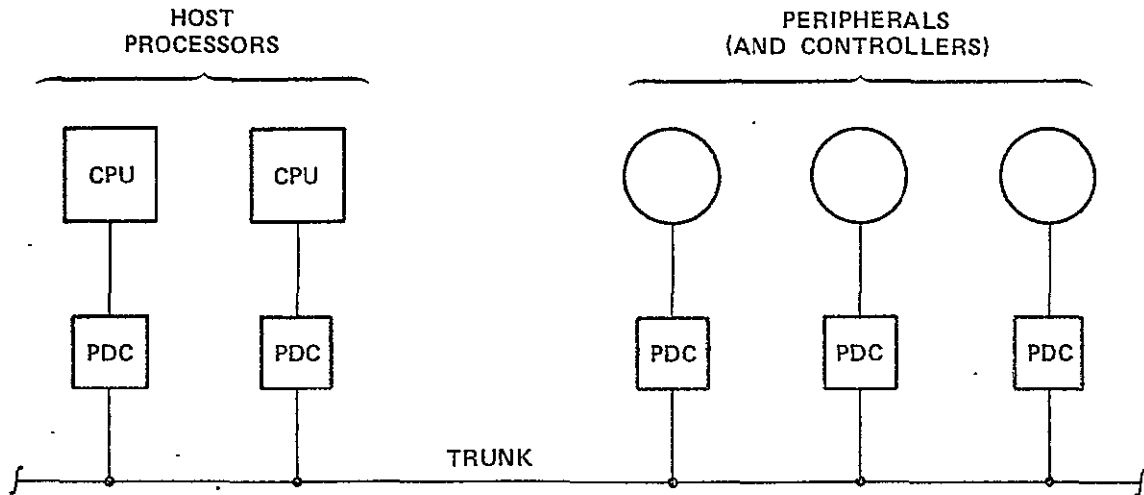 HOST
PROCESSORS
PERIPHERALS
(AND CONTROLLERS)
CPU
CPU
PDC
PDC
PDC
PDC
PDC
TRUNK